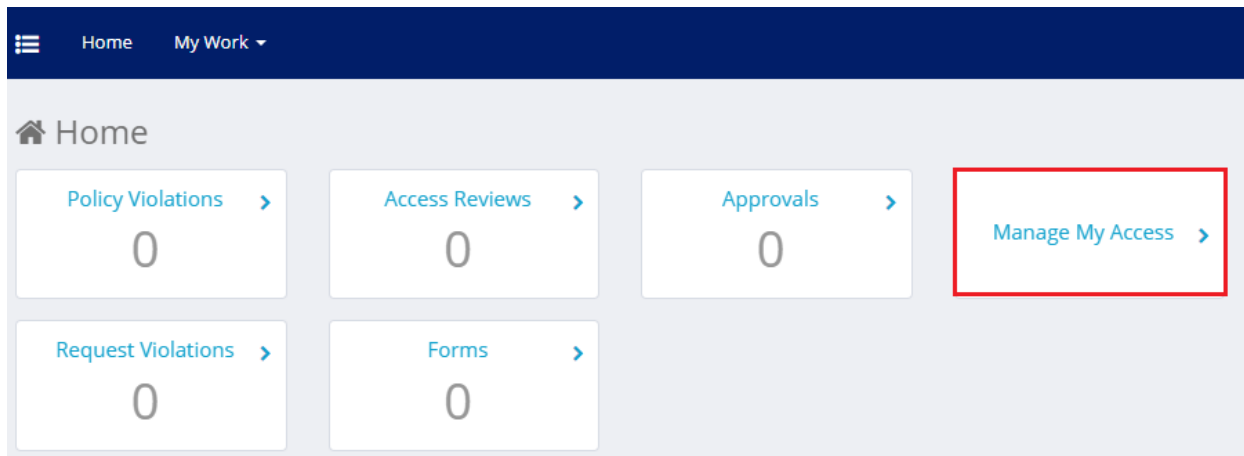 Home My Work
Home
Policy Violations
0
Access Reviews
0
Approvals
0
Manage My Access
Request Violations
0
Forms
0